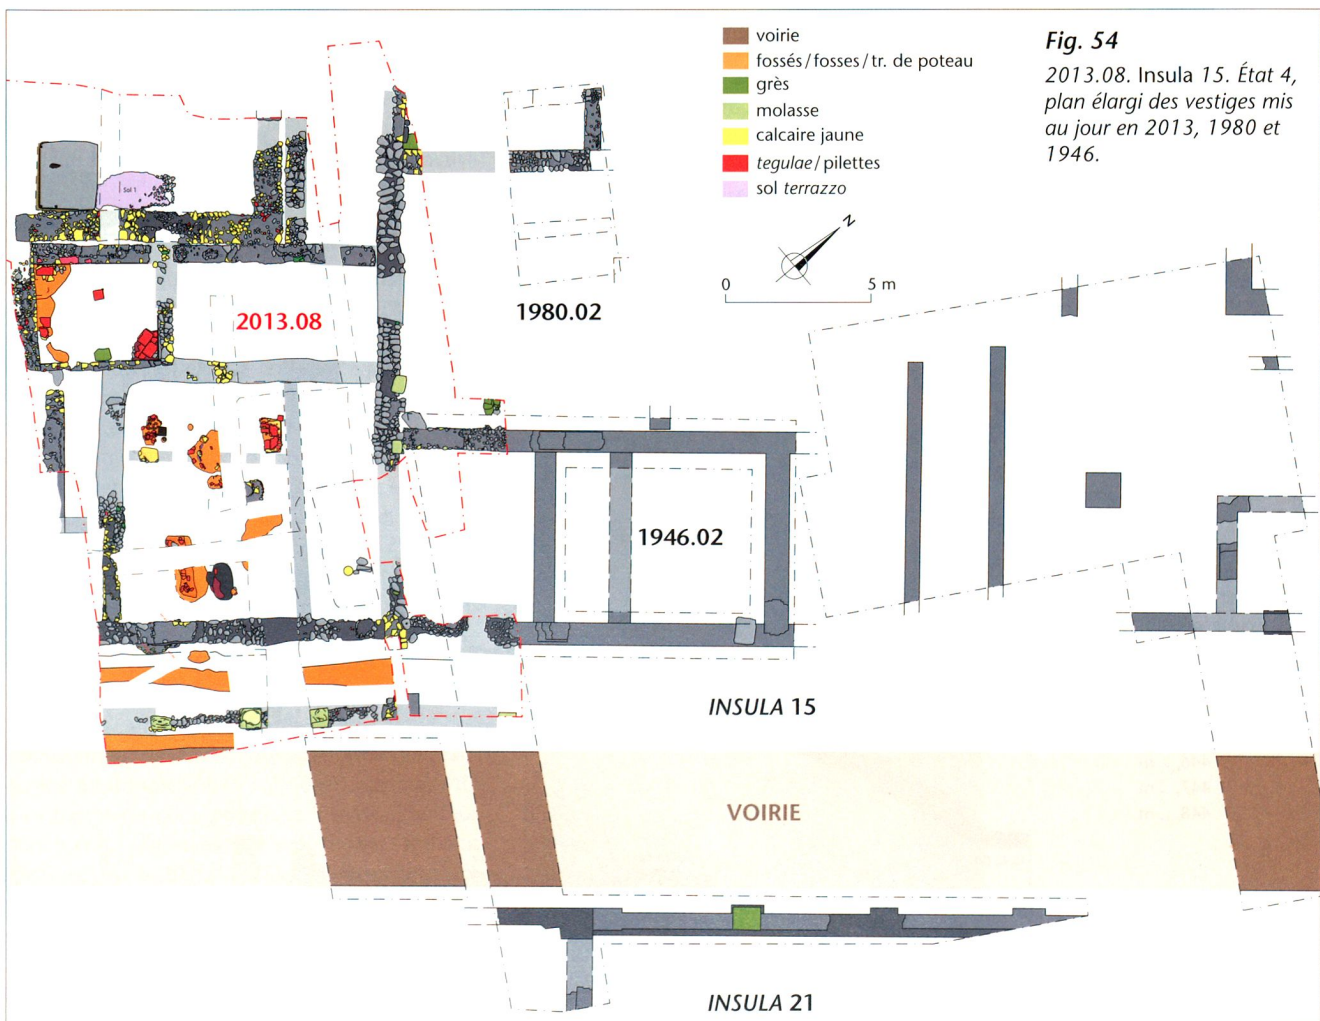 voirie
fossés/fosses/tr. de poteau
grès
molasse
calcaire jaune
tegulae/pilettes
sol terrazzo
Fig. 54
2013.08. Insula 15. État 4,
plan élargi des vestiges mis
au jour en 2013, 1980 et
1946.
N
0 5 m
Sol 1
2013.08
1980.02
1946.02
INSULA 15
VOIRIE
INSULA 21